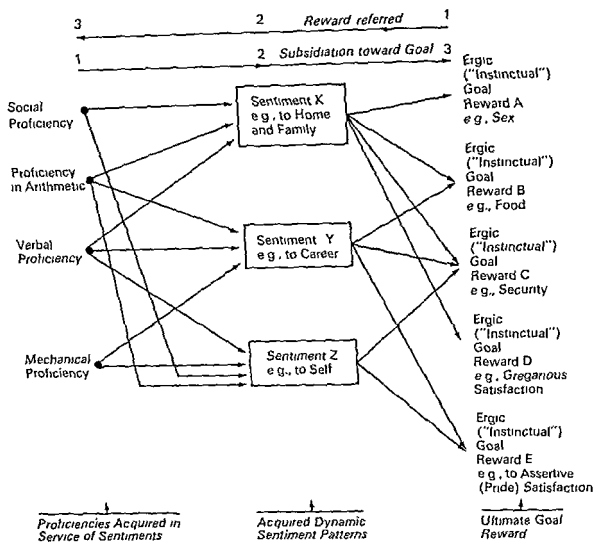 3 2 1
Reward referred
1 2 3
Subsidiation toward Goal
Social
Proficiency
Proficiency
in Arithmetic
Verbal
Proficiency
Mechanical
Proficiency
Sentiment X
e g , to Home
and Family
Sentiment Y
e g , to Career
Sentiment Z
e g., to Self
Ergic
("Instinctual")
Goal
Reward A
e g , Sex
Ergic
("Instinctual")
Goal
Reward B
e g., Food
Ergic
("Instinctual")
Goal
Reward C
e g., Security
Ergic
("Instinctual")
Goal
Reward D
e g , Gregarious
Satisfaction
Ergic
("Instinctual")
Goal
Reward E
e g , to Assertive
(Pride) Satisfaction
Proficiencies Acquired in
Service of Sentiments
Acquired Dynamic
Sentiment Patterns
Ultimate Goal
Reward